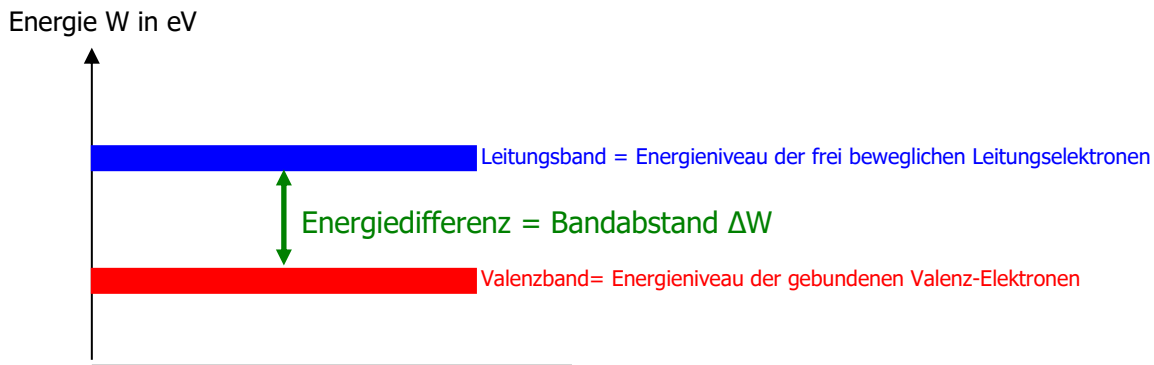 Energie W in eV
Leitungsband = Energieniveau der frei beweglichen Leitungselektronen
Energiedifferenz = Bandabstand ΔW
Valenzband= Energieniveau der gebundenen Valenz-Elektronen